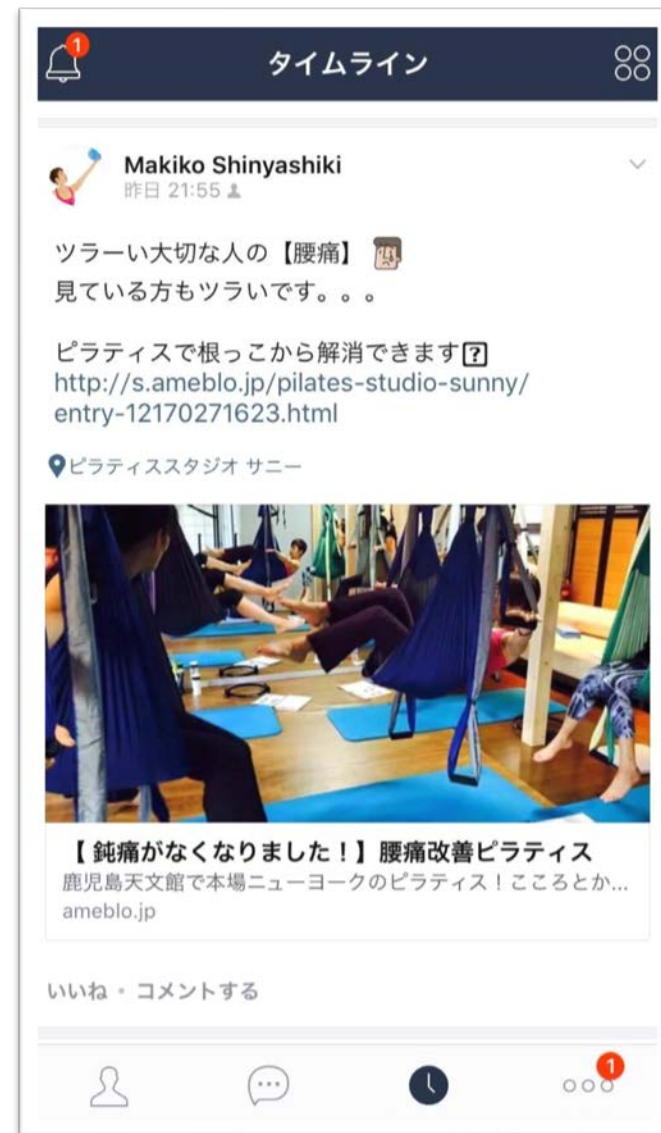 1
タイムライン
Makiko Shinyashiki
昨日 21:55
ツラーい大切な人の【腰痛】
見ている方もツラいです。。。
ピラティスで根っこから解消できます?
http://s.ameblo.jp/pilates-studio-sunny/
entry-12170271623.html
ピラティススタジオ サニー
【 鈍痛がなくなりました！】腰痛改善ピラティス
鹿児島天文館で本場ニューヨークのピラティス！こころとか...
ameblo.jp
いいね・コメントする
1